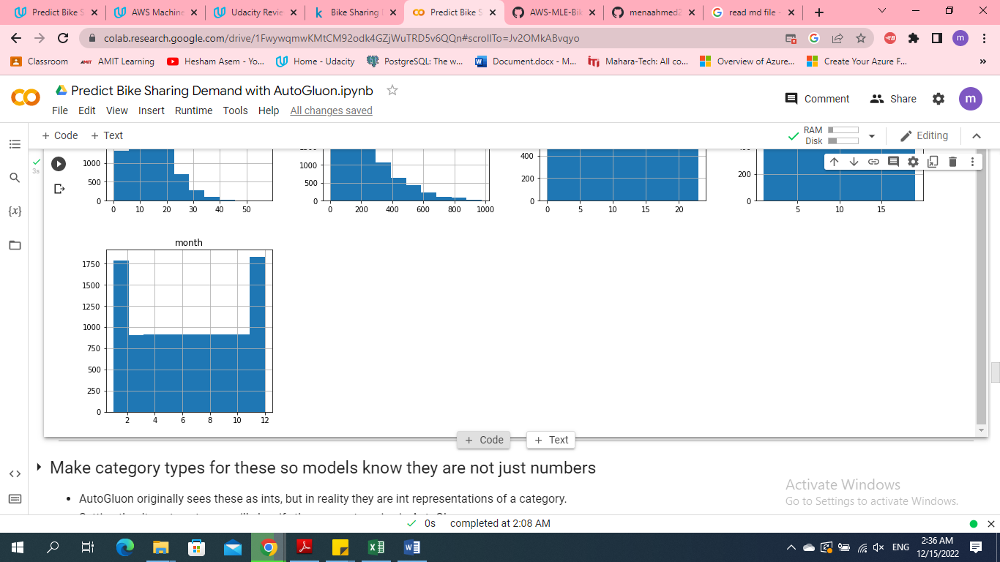 Predict Bike S
AWS Machine
Udacity Revie
Bike Sharing
Predict Bike S
AWS-MLE-Bik
menaahmed2
read md file -
colab.research.google.com/drive/1FwywqmwKMtCM92odk4GZjWuTRD5v6QQn#scrollTo=Jv2OMkABvqyo
m
Classroom
AMIT Learning
Hesham Asem - Yo...
Home - Udacity
PostgreSQL: The w...
Document.docx - M...
Mahara-Tech: All co...
Overview of Azure...
Create Your Azure F...
»
Predict Bike Sharing Demand with AutoGluon.ipynb
File Edit View Insert Runtime Tools Help All changes saved
Comment
Share
m
+ Code + Text
RAM
Disk
Editing
3s
{x}
1000
500
0
0 10 20 30 40 50
1000
500
0
0 200 400 600 800 1000
400
200
0
0 5 10 15 20
200
0
5 10 15
month
1750
1500
1250
1000
750
500
250
0
2 4 6 8 10 12
+ Code
+ Text
Make category types for these so models know they are not just numbers
• AutoGluon originally sees these as ints, but in reality they are int representations of a category.
Activate Windows
Go to Settings to activate Windows.
0s completed at 2:08 AM
ENG
2:36 AM
12/15/2022